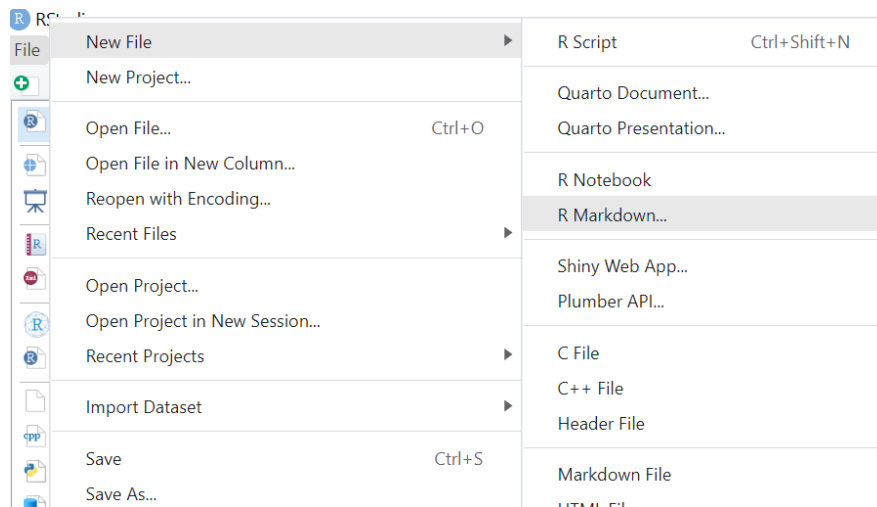 File
New File
New Project...
Open File...
Ctrl+O
Open File in New Column...
Reopen with Encoding...
Recent Files
Open Project...
Open Project in New Session...
Recent Projects
Import Dataset
Save
Ctrl+S
Save As...
R Script
Ctrl+Shift+N
Quarto Document...
Quarto Presentation...
R Notebook
R Markdown...
Shiny Web App...
Plumber API...
C File
C++ File
Header File
Markdown File